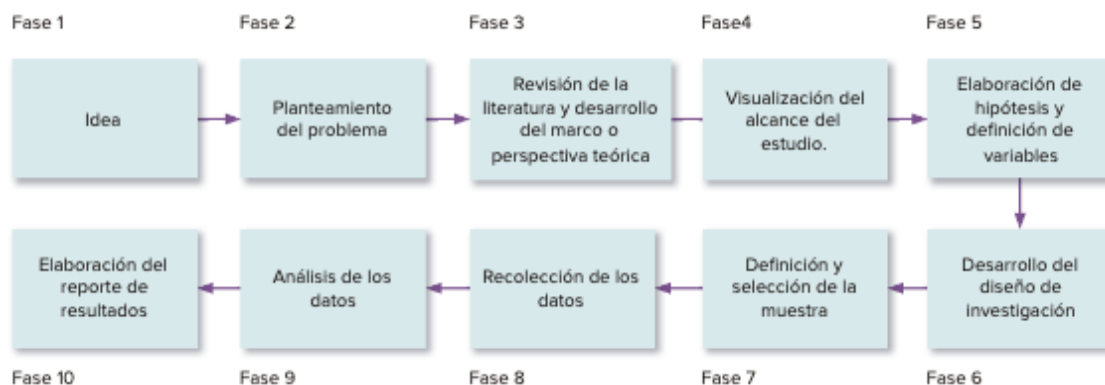 Fase 1
Fase 2
Fase 3
Fase4
Fase 5
Idea
Planteamiento
del problema
Revisión de la
literatura y desarrollo
del marco o
perspectiva teórica
Visualización del
alcance del
estudio.
Elaboración de
hipótesis y
definición de
variables
Desarrollo del
diseño de
investigación
Fase 6
Definición y
selección de la
muestra
Fase 7
Recolección de los
datos
Fase 8
Análisis de los
datos
Fase 9
Elaboración del
reporte de
resultados
Fase 10